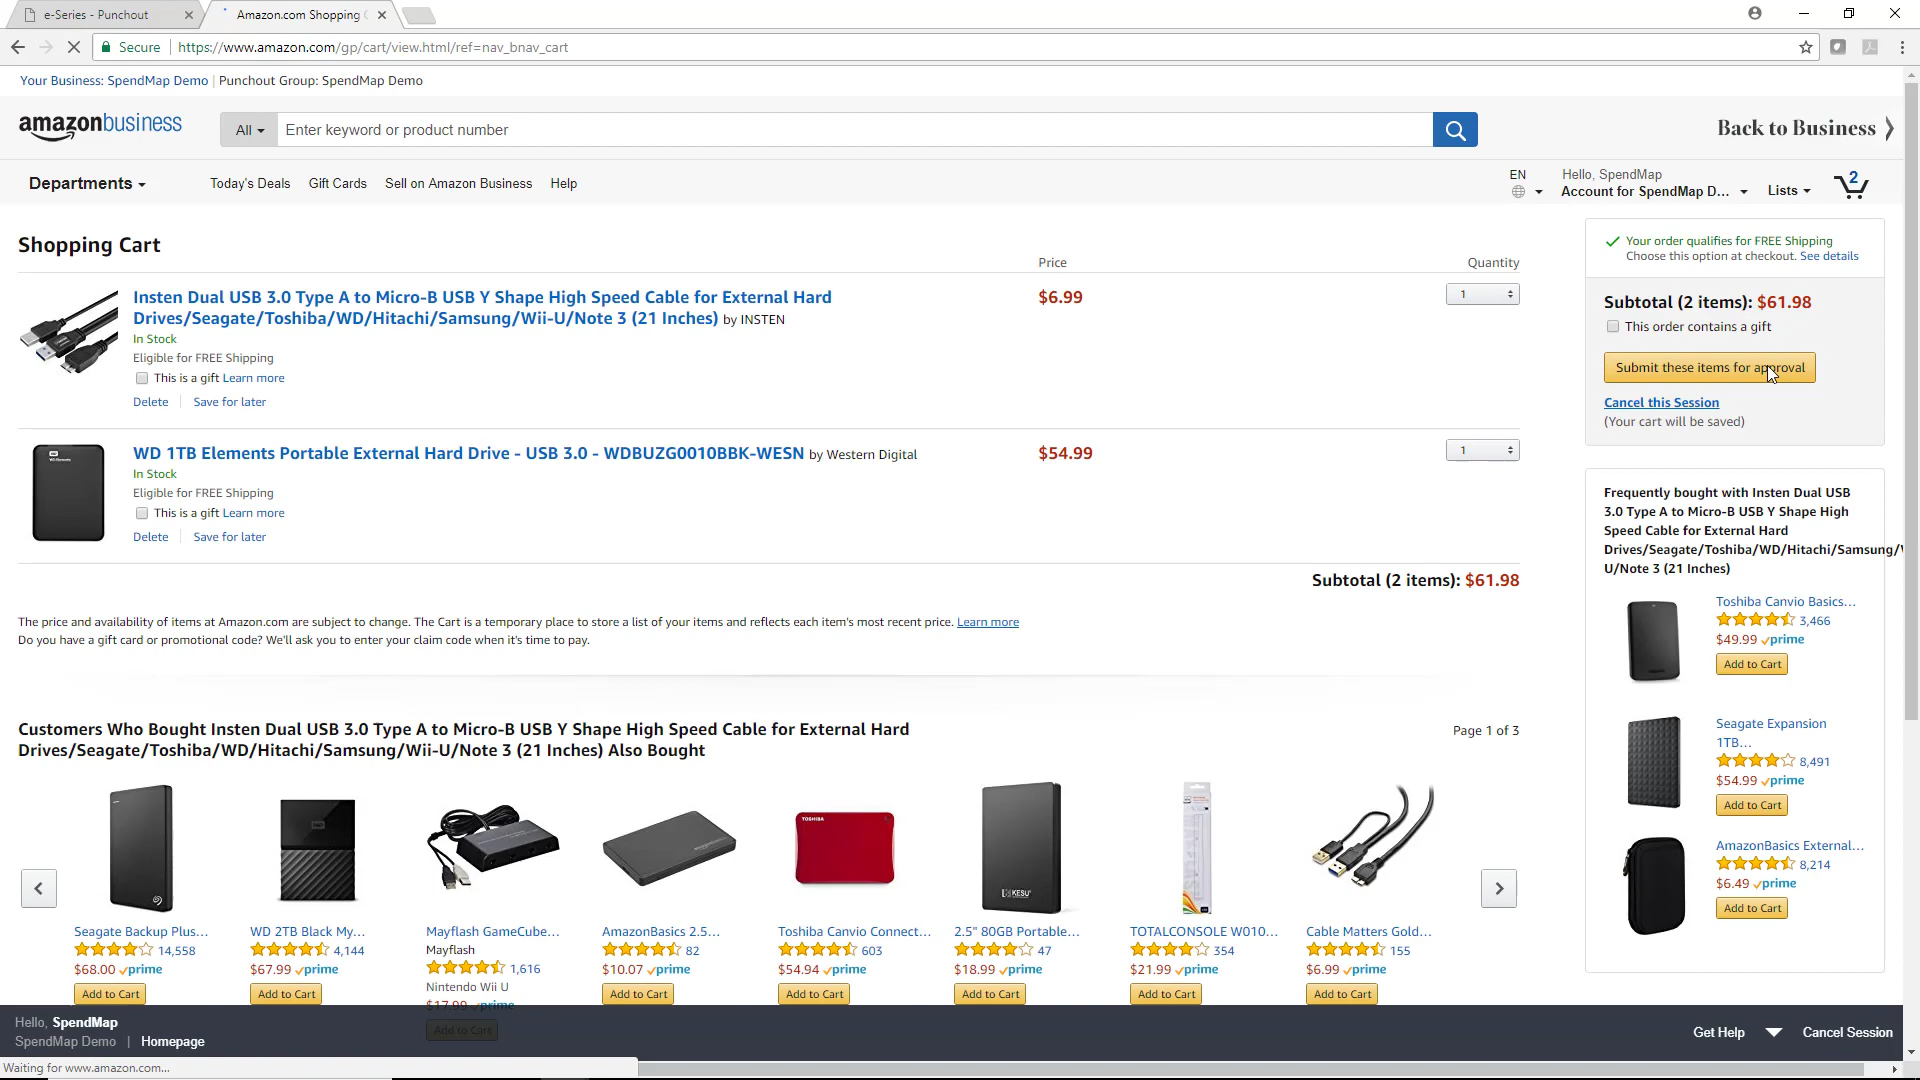 e-Series - Punchout
Amazon.com Shopping C
Secure
https://www.amazon.com/gp/cart/view.html/ref=nav_bnav_cart
Your Business: SpendMap Demo | Punchout Group: SpendMap Demo
amazonbusiness
All
Enter keyword or product number
Back to Business
Departments
Today's Deals
Gift Cards
Sell on Amazon Business
Help
EN
Hello, SpendMap
Account for SpendMap D...
Lists
2
Shopping Cart
Price
Quantity
Insten Dual USB 3.0 Type A to Micro-B USB Y Shape High Speed Cable for External Hard
Drives/Seagate/Toshiba/WD/Hitachi/Samsung/Wii-U/Note 3 (21 Inches) by INSTEN
$6.99
1
In Stock
Eligible for FREE Shipping
This is a gift Learn more
Delete
Save for later
WD 1TB Elements Portable External Hard Drive - USB 3.0 - WDBUZG0010BBK-WESN by Western Digital
$54.99
1
In Stock
Eligible for FREE Shipping
This is a gift Learn more
Delete
Save for later
Subtotal (2 items): $61.98
The price and availability of items at Amazon.com are subject to change. The Cart is a temporary place to store a list of your items and reflects each item's most recent price. Learn more
Do you have a gift card or promotional code? We'll ask you to enter your claim code when it's time to pay.
Your order qualifies for FREE Shipping
Choose this option at checkout. See details
Subtotal (2 items): $61.98
This order contains a gift
Submit these items for approval
Cancel this Session
(Your cart will be saved)
Frequently bought with Insten Dual USB
3.0 Type A to Micro-B USB Y Shape High
Speed Cable for External Hard
Drives/Seagate/Toshiba/WD/Hitachi/Samsung/
U/Note 3 (21 Inches)
Toshiba Canvio Basics...
3,466
$49.99 prime
Add to Cart
Seagate Expansion
1TB...
8,491
$54.99 prime
Add to Cart
AmazonBasics External...
8,214
$6.49 prime
Add to Cart
Customers Who Bought Insten Dual USB 3.0 Type A to Micro-B USB Y Shape High Speed Cable for External Hard
Drives/Seagate/Toshiba/WD/Hitachi/Samsung/Wii-U/Note 3 (21 Inches) Also Bought
Page 1 of 3
TOSHIBA
KESU
Seagate Backup Plus...
14,558
$68.00 prime
Add to Cart
WD 2TB Black My...
4,144
$67.99 prime
Add to Cart
Mayflash GameCube...
Mayflash
1,616
Nintendo Wii U
$17.99 prime
Add to Cart
AmazonBasics 2.5...
82
$10.07 prime
Add to Cart
Toshiba Canvio Connect...
603
$54.94 prime
Add to Cart
2.5" 80GB Portable...
47
$18.99 prime
Add to Cart
TOTALCONSOLE W010...
354
$21.99 prime
Add to Cart
Cable Matters Gold...
155
$6.99 prime
Add to Cart
Hello, SpendMap
SpendMap Demo | Homepage
Get Help
Cancel Session
Waiting for www.amazon.com...